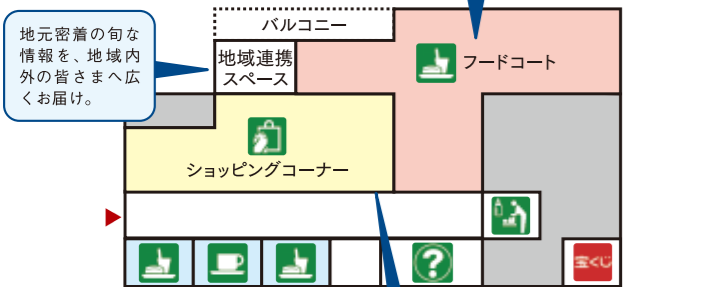 バルコニー
地元密着の旬な
情報を、地域内
外の皆さまへ広
くお届け。
地域連携
スペース
フードコート
ショッピングコーナー
?
宝くじ